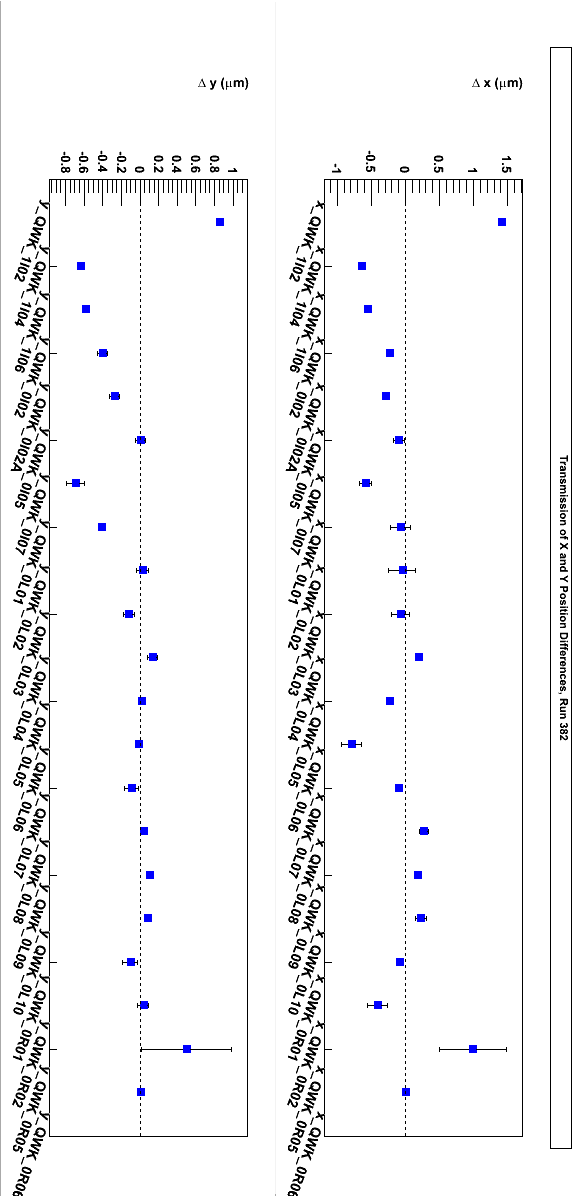 Transmission of X and Y Position Differences, Run 382
Δ x (μm)
1.5
1
0.5
0
-0.5
-1
x_QWK_1I02
x_QWK_1I04
x_QWK_1I06
x_QWK_0I02
x_QWK_0I02A
x_QWK_0I05
x_QWK_0I07
x_QWK_0L01
x_QWK_0L02
x_QWK_0L03
x_QWK_0L04
x_QWK_0L05
x_QWK_0L06
x_QWK_0L07
x_QWK_0L08
x_QWK_0L09
x_QWK_0L10
x_QWK_0R01
x_QWK_0R02
x_QWK_0R05
x_QWK_0R06
Δ y (μm)
1
0.8
0.6
0.4
0.2
0
-0.2
-0.4
-0.6
-0.8
y_QWK_1I02
y_QWK_1I04
y_QWK_1I06
y_QWK_0I02
y_QWK_0I02A
y_QWK_0I05
y_QWK_0I07
y_QWK_0L01
y_QWK_0L02
y_QWK_0L03
y_QWK_0L04
y_QWK_0L05
y_QWK_0L06
y_QWK_0L07
y_QWK_0L08
y_QWK_0L09
y_QWK_0L10
y_QWK_0R01
y_QWK_0R02
y_QWK_0R05
y_QWK_0R06